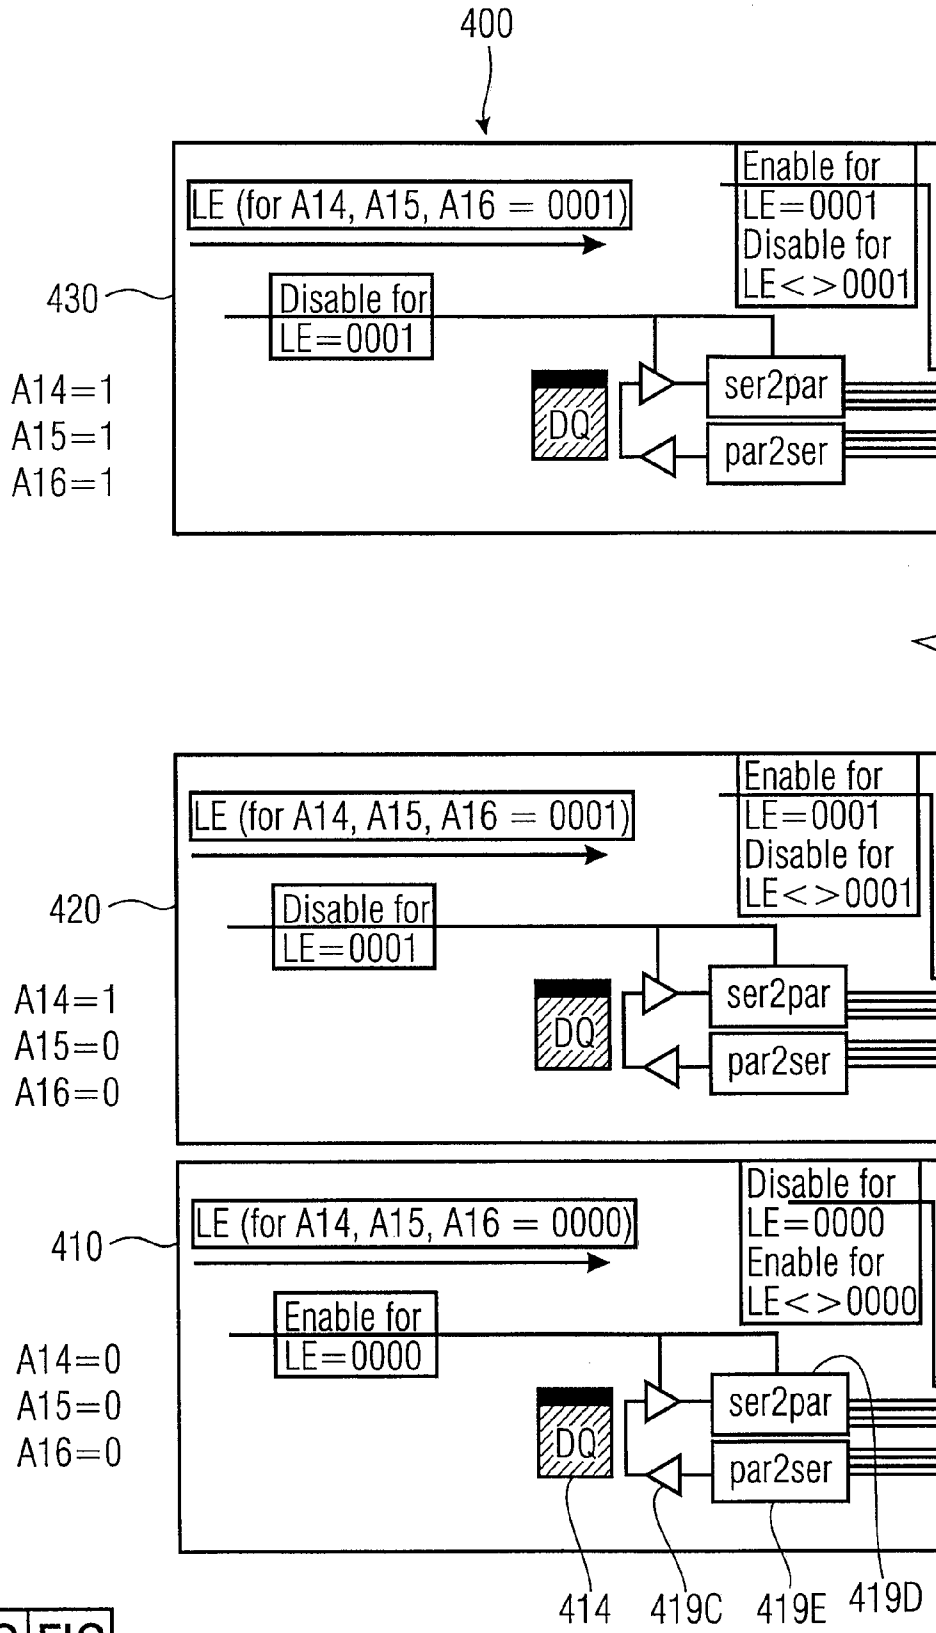 400
LE (for A14, A15, A16 = 0001)
Enable for
LE=0001
Disable for
LE<>0001
430
Disable for
LE=0001
A14=1
A15=1
A16=1
DQ
ser2par
par2ser
LE (for A14, A15, A16 = 0001)
Enable for
LE=0001
Disable for
LE<>0001
420
Disable for
LE=0001
A14=1
A15=0
A16=0
DQ
ser2par
par2ser
LE (for A14, A15, A16 = 0000)
Disable for
LE=0000
Enable for
LE<>0000
410
Enable for
LE=0000
A14=0
A15=0
A16=0
DQ
ser2par
par2ser
414
419C
419E
419D
FIG